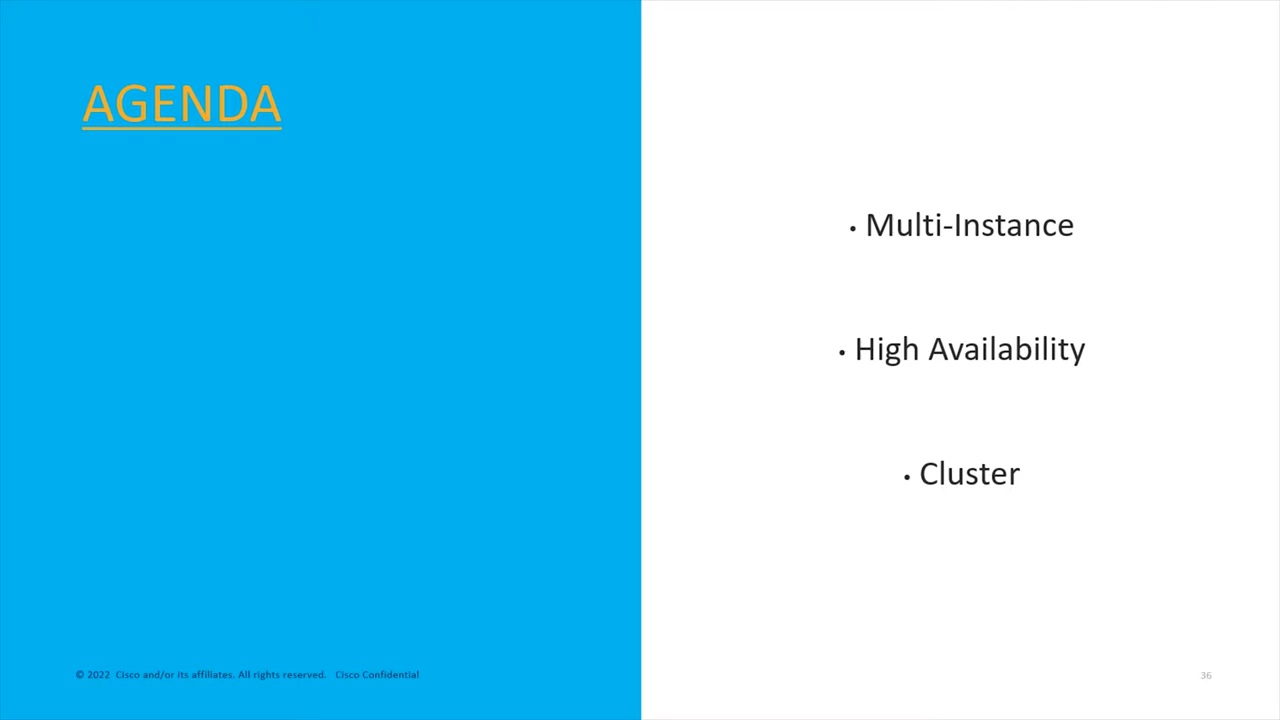 AGENDA
• Multi-Instance
• High Availability
• Cluster
© 2022 Cisco and/or its affiliates. All rights reserved. Cisco Confidential
36